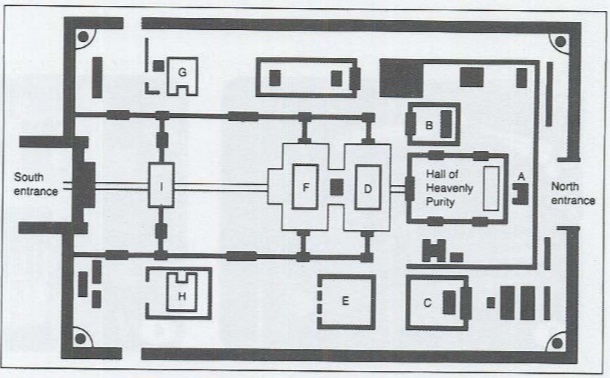 G
B
South
entrance
I
F
D
Hall of
Heavenly
Purity
A
North
entrance
H
E
C